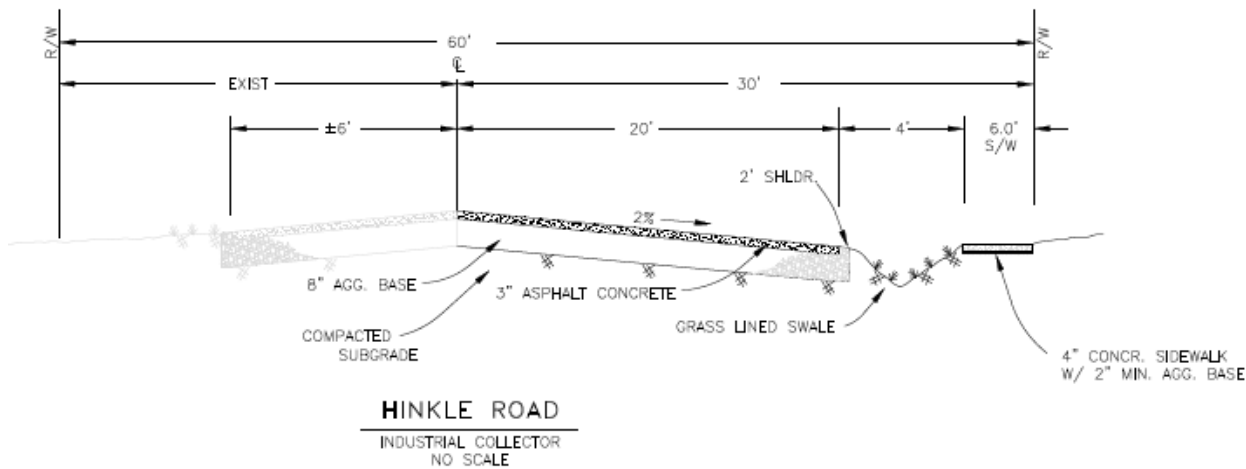 R/W
60'
R/W
℄
EXIST
30'
±6'
20'
4'
6.0'
S/W
2' SHLDR.
2%
8" AGG. BASE
3" ASPHALT CONCRETE
GRASS LINED SWALE
COMPACTED
SUBGRADE
4" CONCR. SIDEWALK
W/ 2" MIN. AGG. BASE
HINKLE ROAD
INDUSTRIAL COLLECTOR
NO SCALE